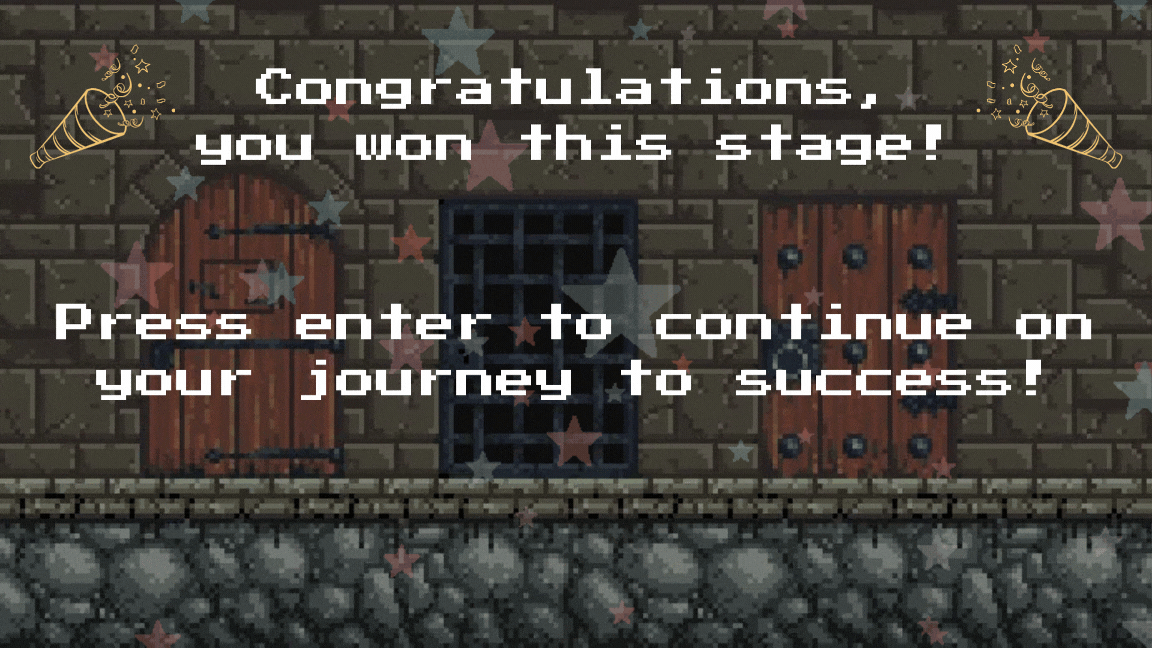 Congratulations,
you won this stage!
Press enter to continue on
your journey to success!